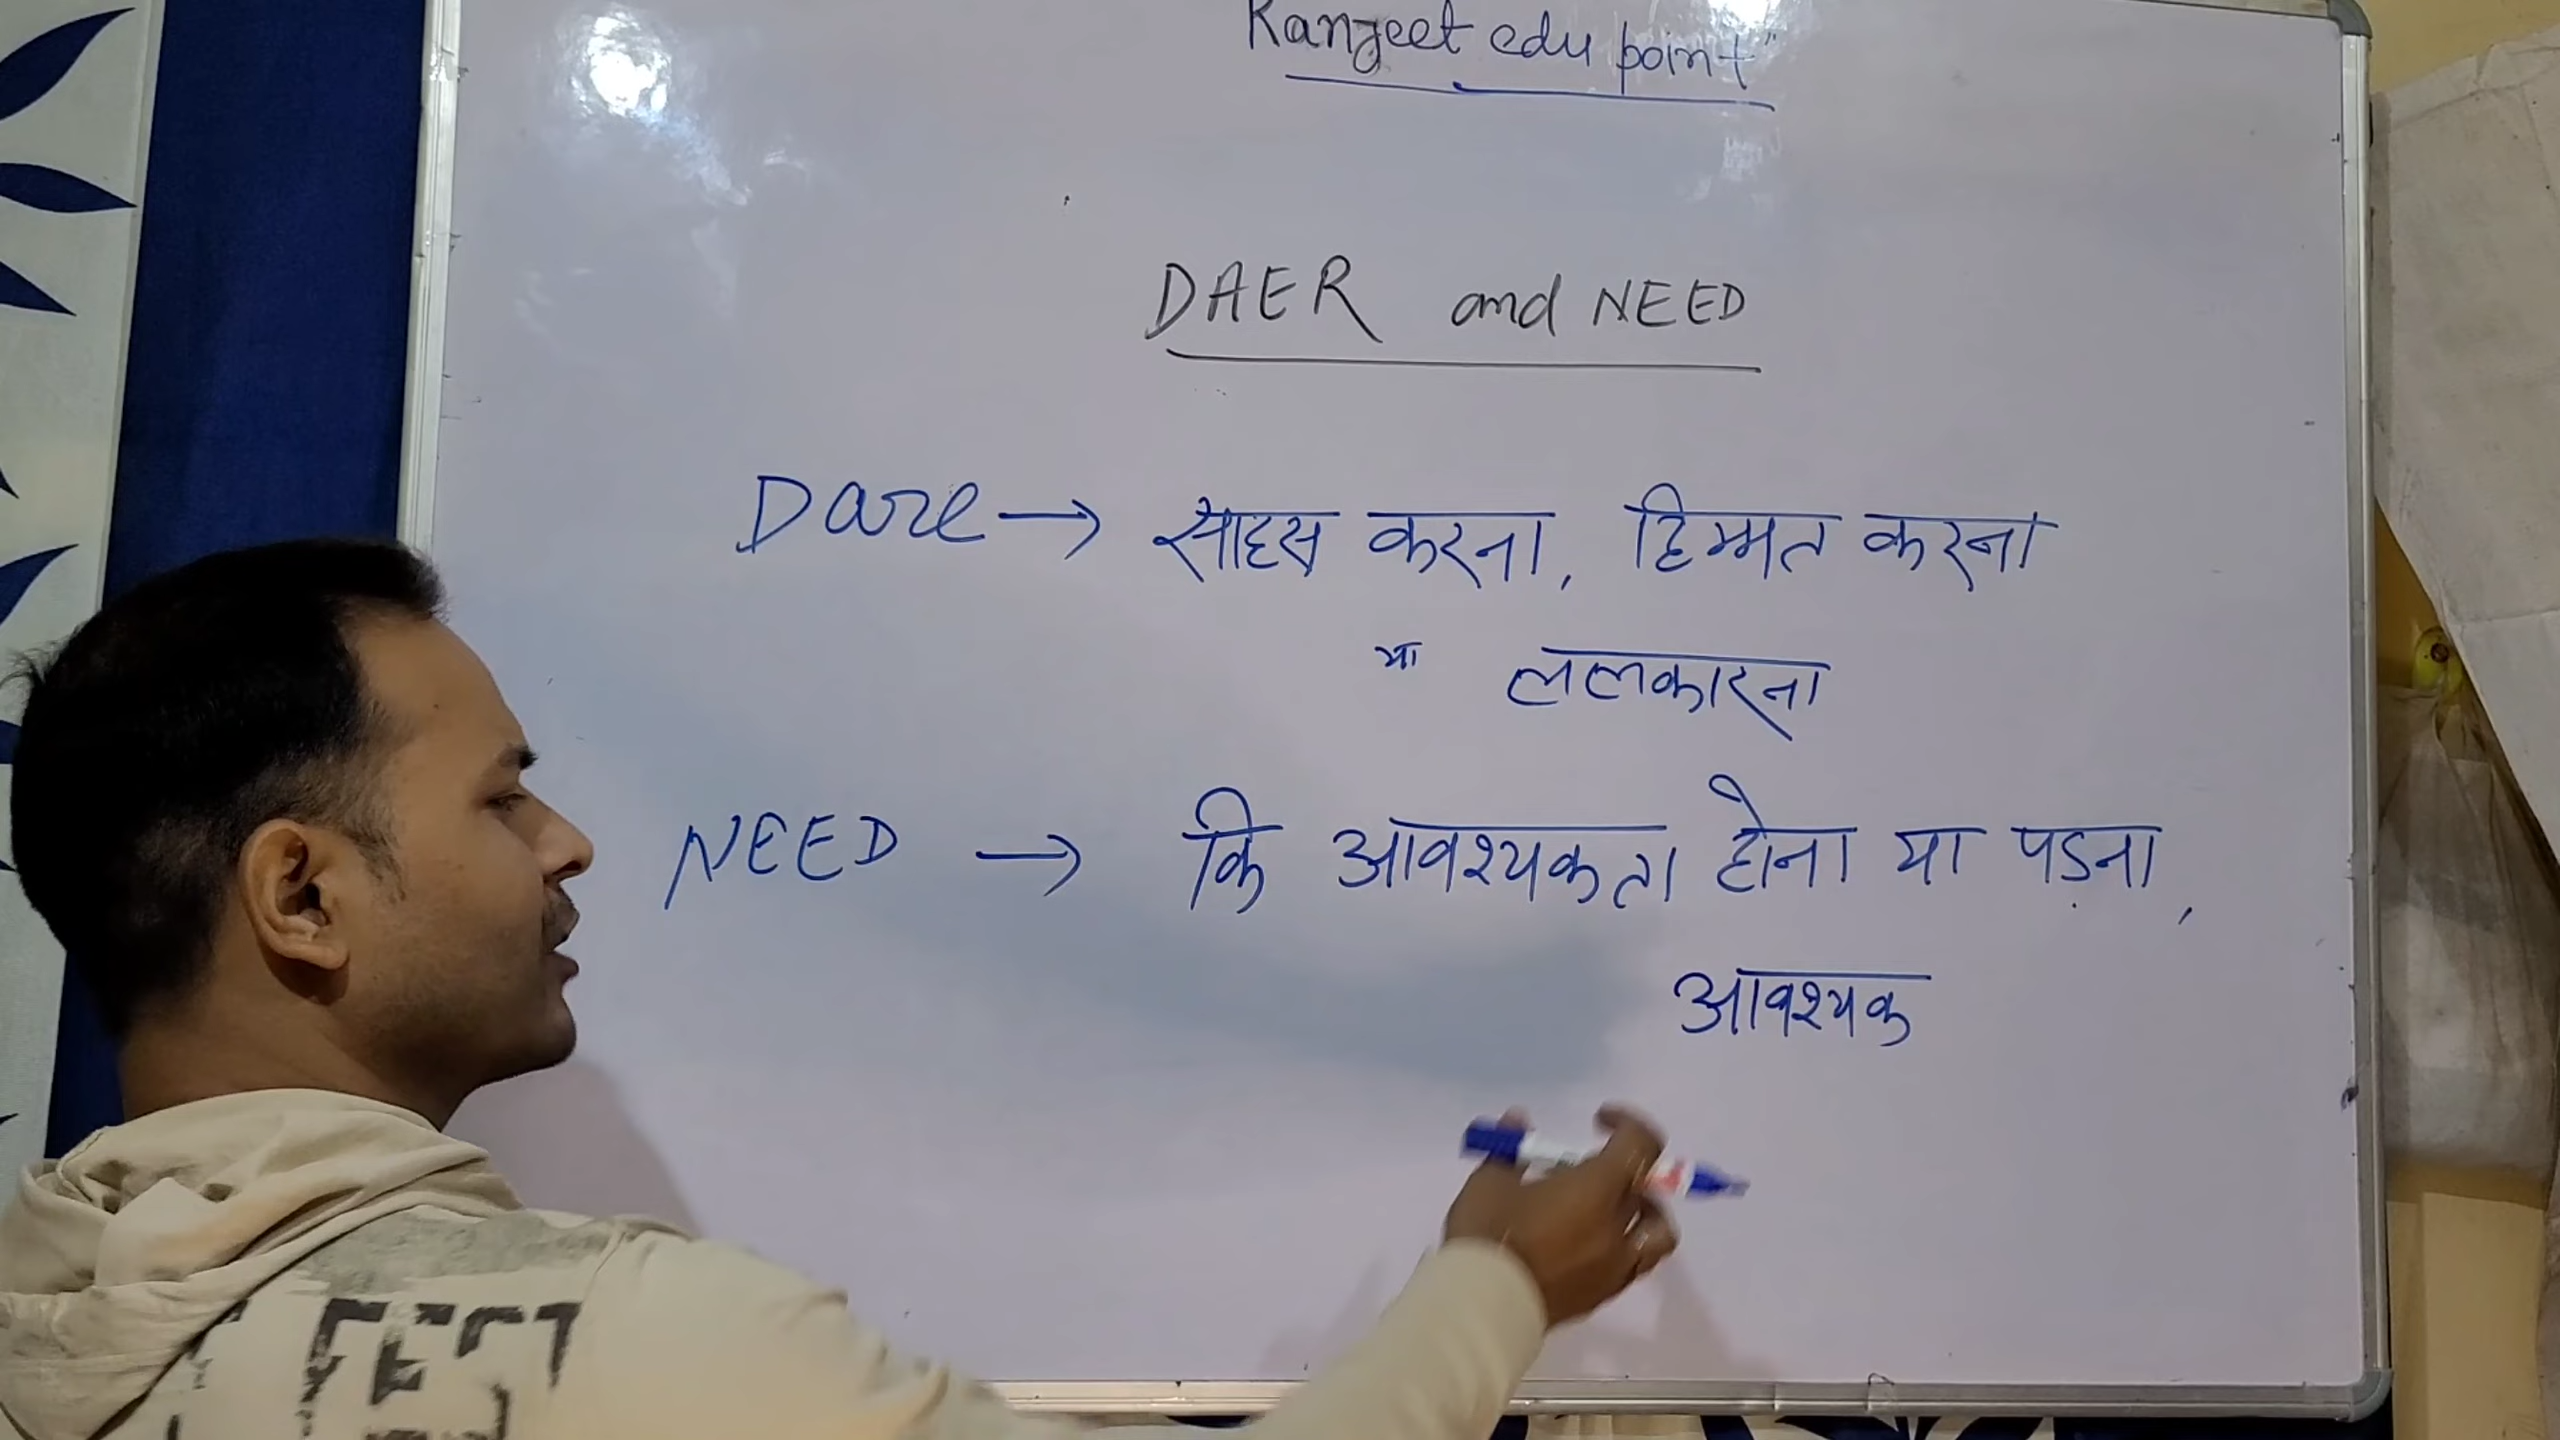 Ranjeet edu point"
DAER and NEED
Dare → साहस करना, हिम्मत करना
या ललकारना
NEED → कि आवश्यकता होना या पड़ना,
आवश्यक